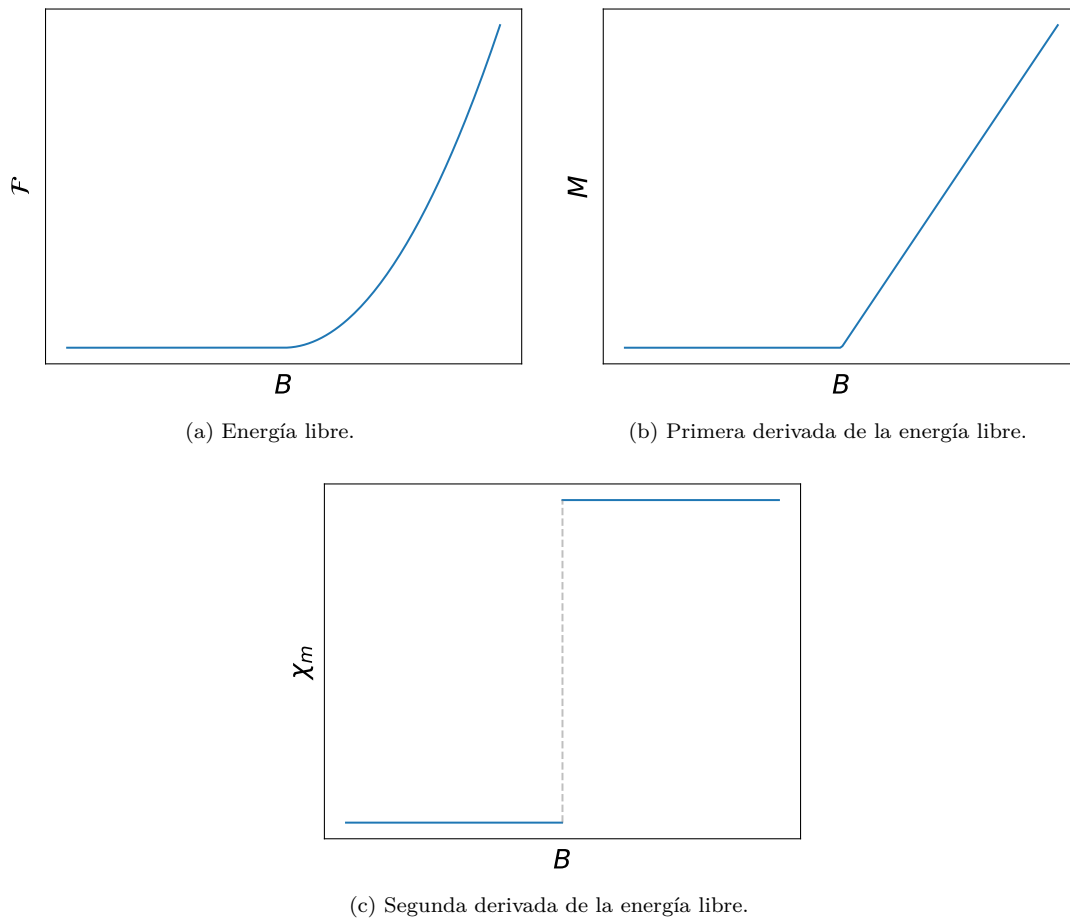 ℱ
B
(a) Energía libre.
M
B
(b) Primera derivada de la energía libre.
χm
B
(c) Segunda derivada de la energía libre.